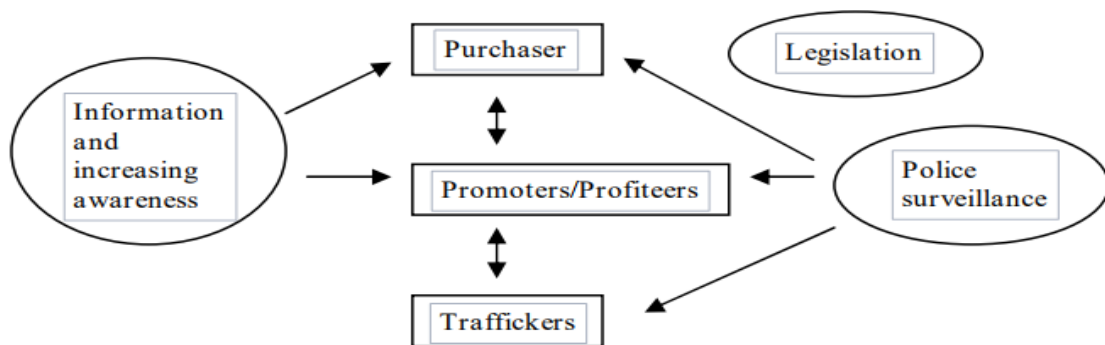 Purchaser
Legislation
Information
and
increasing
awareness
Promoters/Profiteers
Police
surveillance
Traffickers